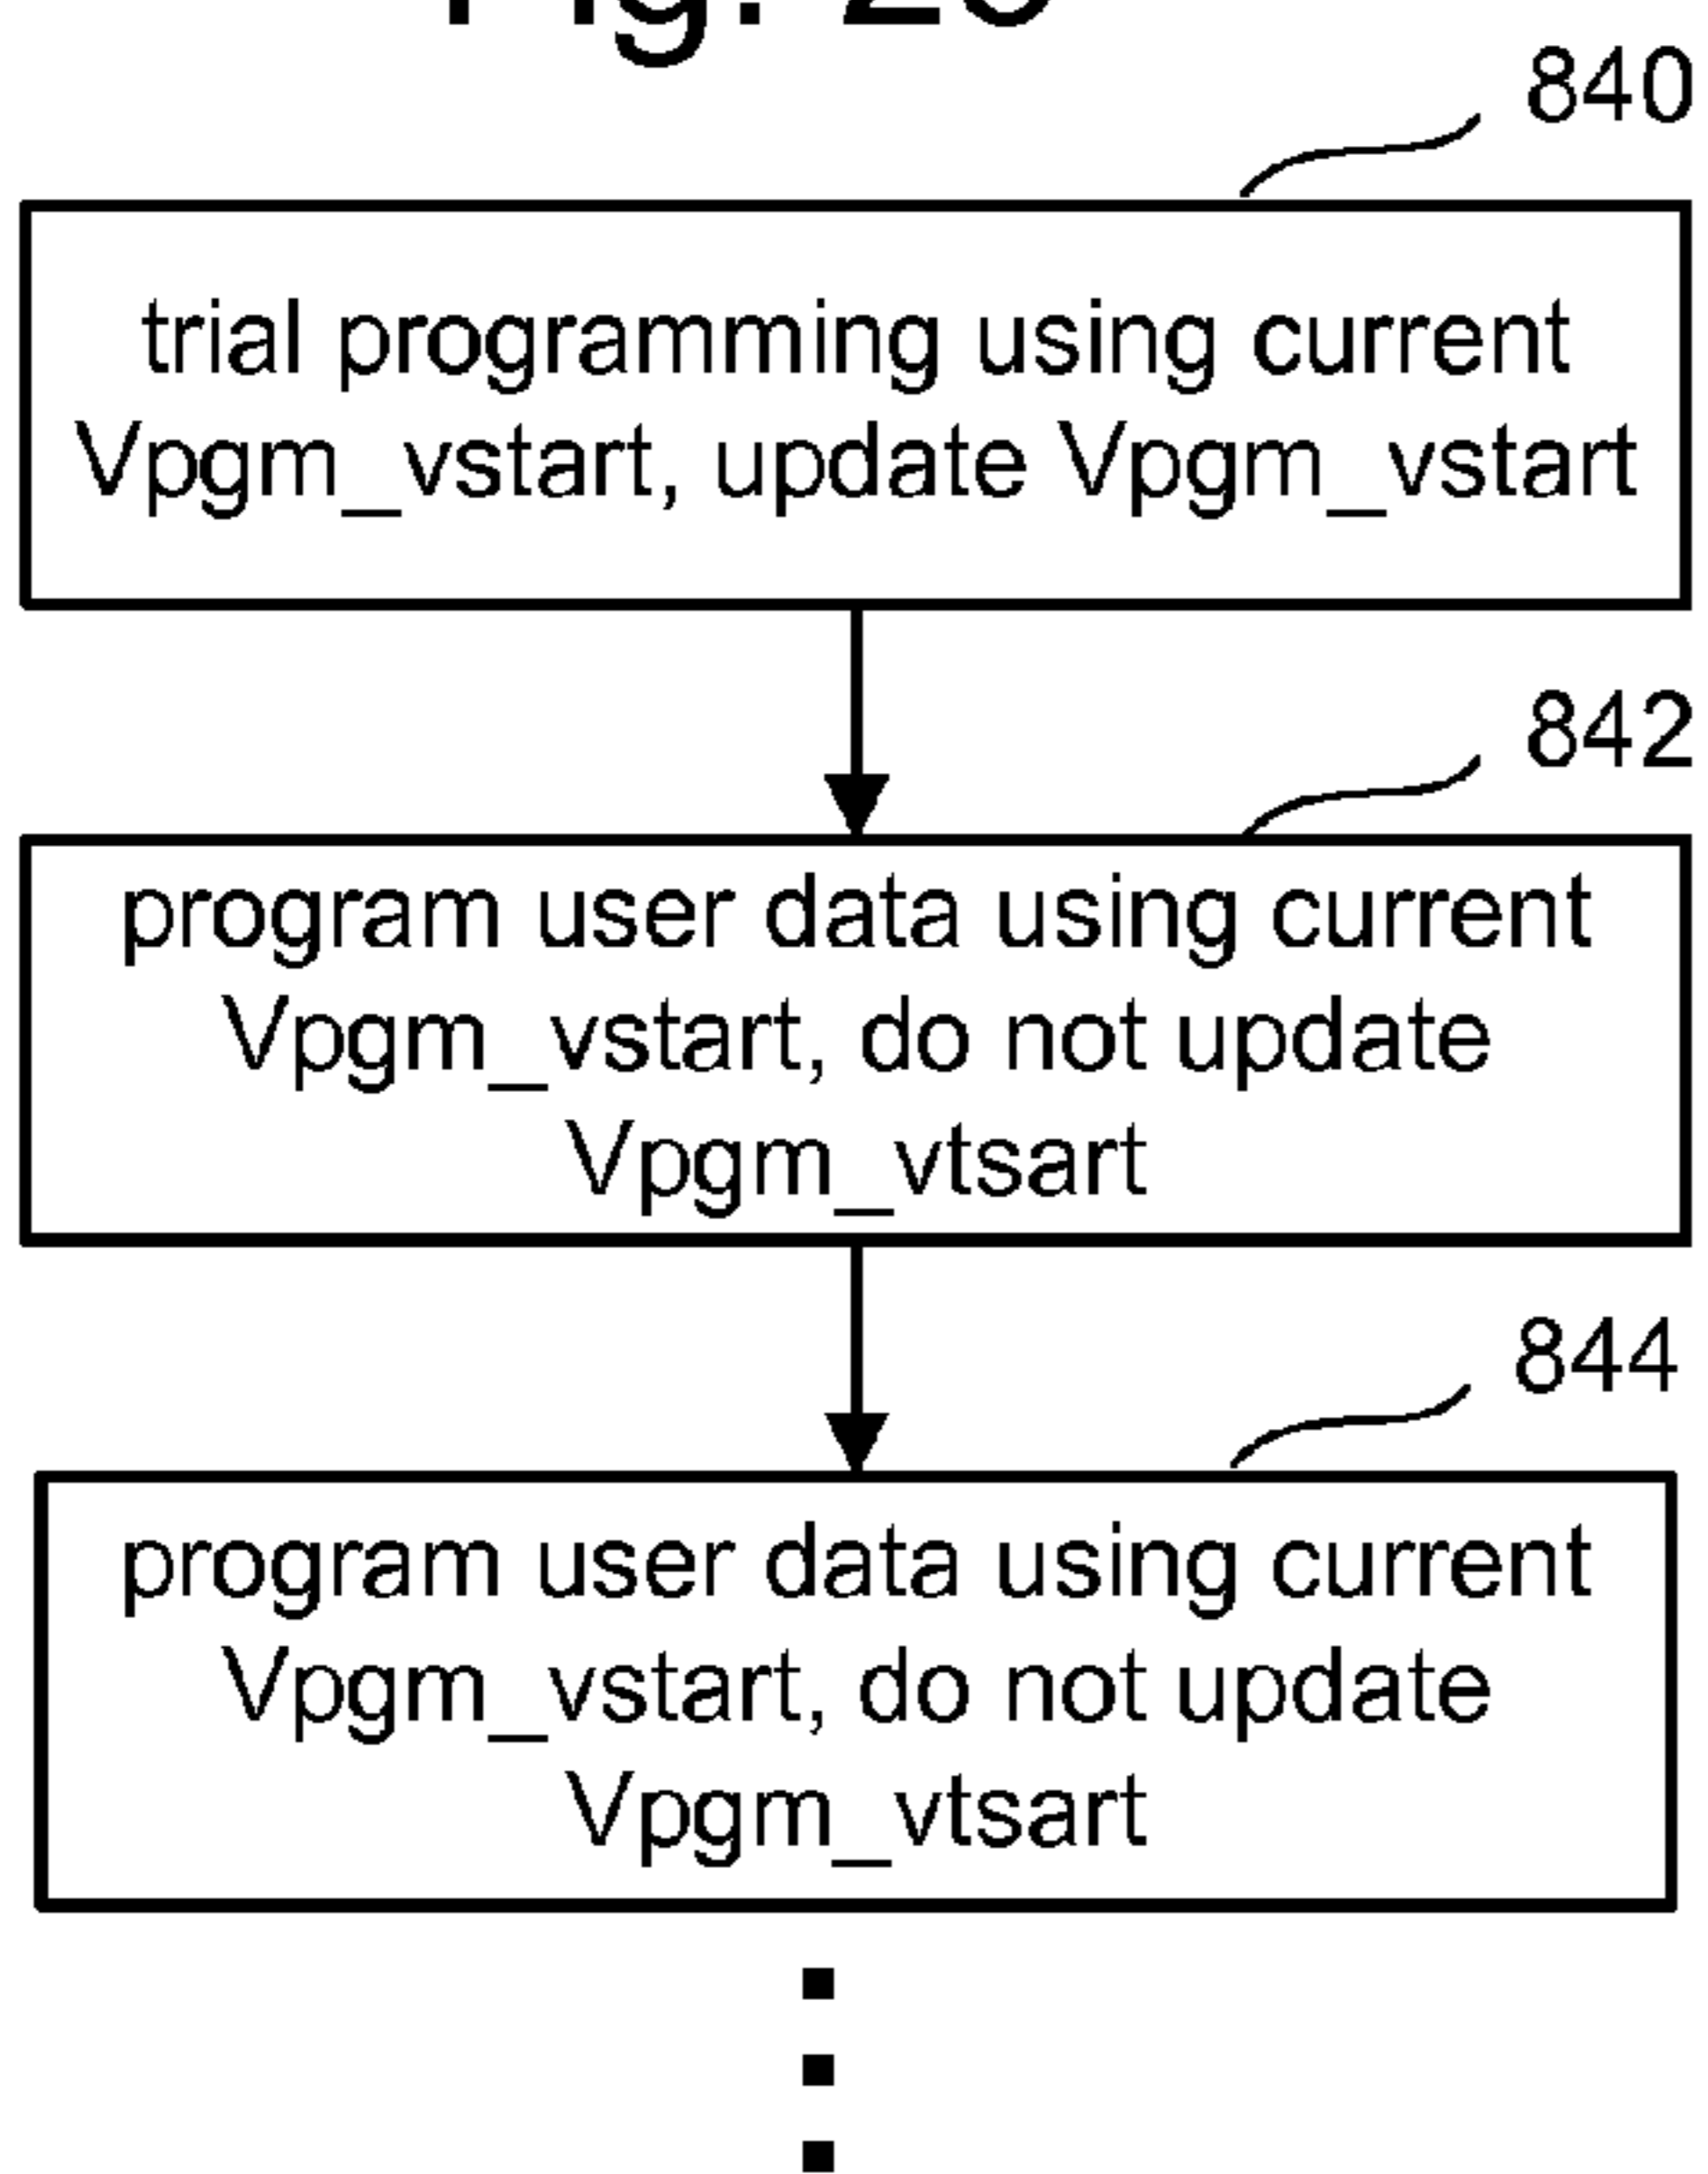 840
trial programming using current
Vpgm_vstart, update Vpgm_vstart
842
program user data using current
Vpgm_vstart, do not update
Vpgm_vtsart
844
program user data using current
Vpgm_vstart, do not update
Vpgm_vtsart